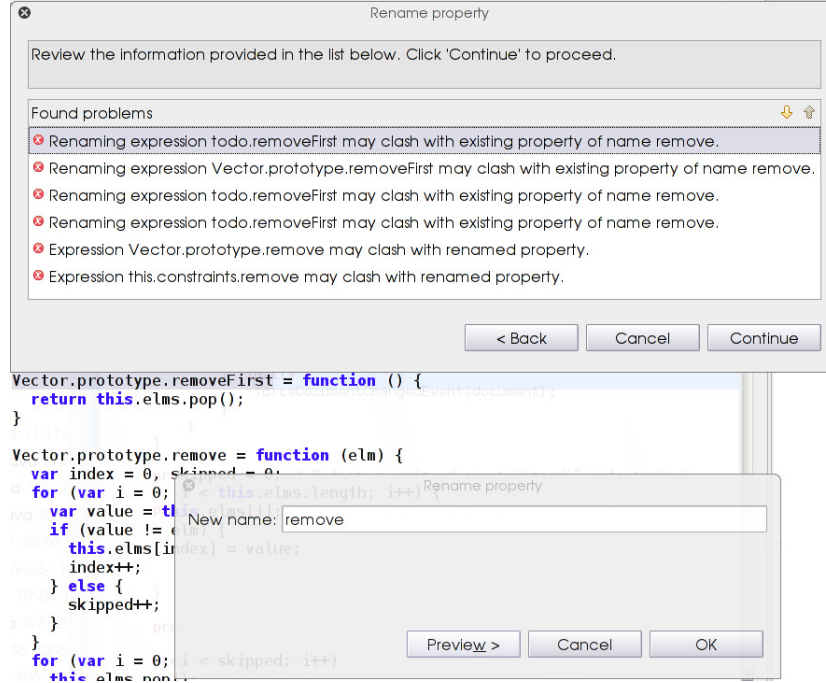 Rename property
Review the information provided in the list below. Click 'Continue' to proceed.
Found problems
Renaming expression todo.removeFirst may clash with existing property of name remove.
Renaming expression Vector.prototype.removeFirst may clash with existing property of name remove.
Renaming expression todo.removeFirst may clash with existing property of name remove.
Renaming expression todo.removeFirst may clash with existing property of name remove.
Expression Vector.prototype.remove may clash with renamed property.
Expression this.constraints.remove may clash with renamed property.
< Back Cancel Continue
Vector.prototype.removeFirst = function () {
return this.elms.pop();
}
Vector.prototype.remove = function (elm) {
var index = 0, skipped = 0;
for (var i = 0; i < this.elms.length; i++) {
var value = this.elms[i];
if (value != elm) {
this.elms[index] = value;
index++;
} else {
skipped++;
}
}
for (var i = 0; i < skipped; i++)
this.elms.pop();
Rename property
New name: remove
Preview > Cancel OK